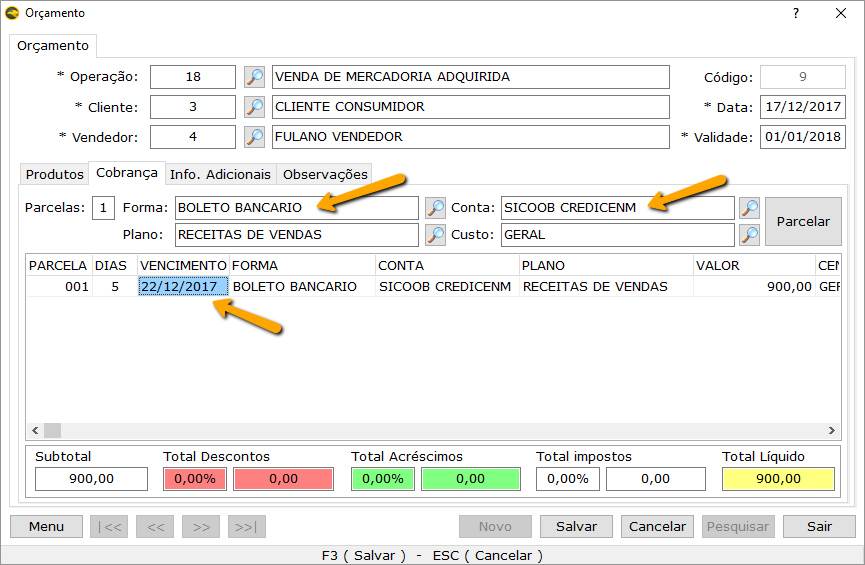 Orçamento ?
Orçamento
* Operação: 18 VENDA DE MERCADORIA ADQUIRIDA Código: 9
* Cliente: 3 CLIENTE CONSUMIDOR * Data: 17/12/2017
* Vendedor: 4 FULANO VENDEDOR * Validade: 01/01/2018
Produtos Cobrança Info. Adicionais Observações
Parcelas: 1 Forma: BOLETO BANCARIO Conta: SICOOB CREDICENM Parcelar
Plano: RECEITAS DE VENDAS Custo: GERAL
PARCELA DIAS VENCIMENTO FORMA CONTA PLANO VALOR CEN
001 5 22/12/2017 BOLETO BANCARIO SICOOB CREDICENM RECEITAS DE VENDAS 900,00 GER
Subtotal Total Descontos Total Acréscimos Total impostos Total Líquido
900,00 0,00% 0,00 0,00% 0,00 0,00% 0,00 900,00
Menu |<< << >> >>| Novo Salvar Cancelar Pesquisar Sair
F3 ( Salvar ) - ESC ( Cancelar )